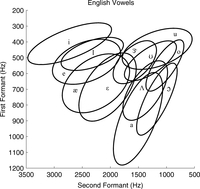 English Vowels
200
300
400
500
600
700
800
900
1000
1100
1200
First Formant (Hz)
i
I
e
ɛ
æ
u
ʊ
o
ʌ
ɔ
a
3500 3000 2500 2000 1500 1000 500
Second Formant (Hz)